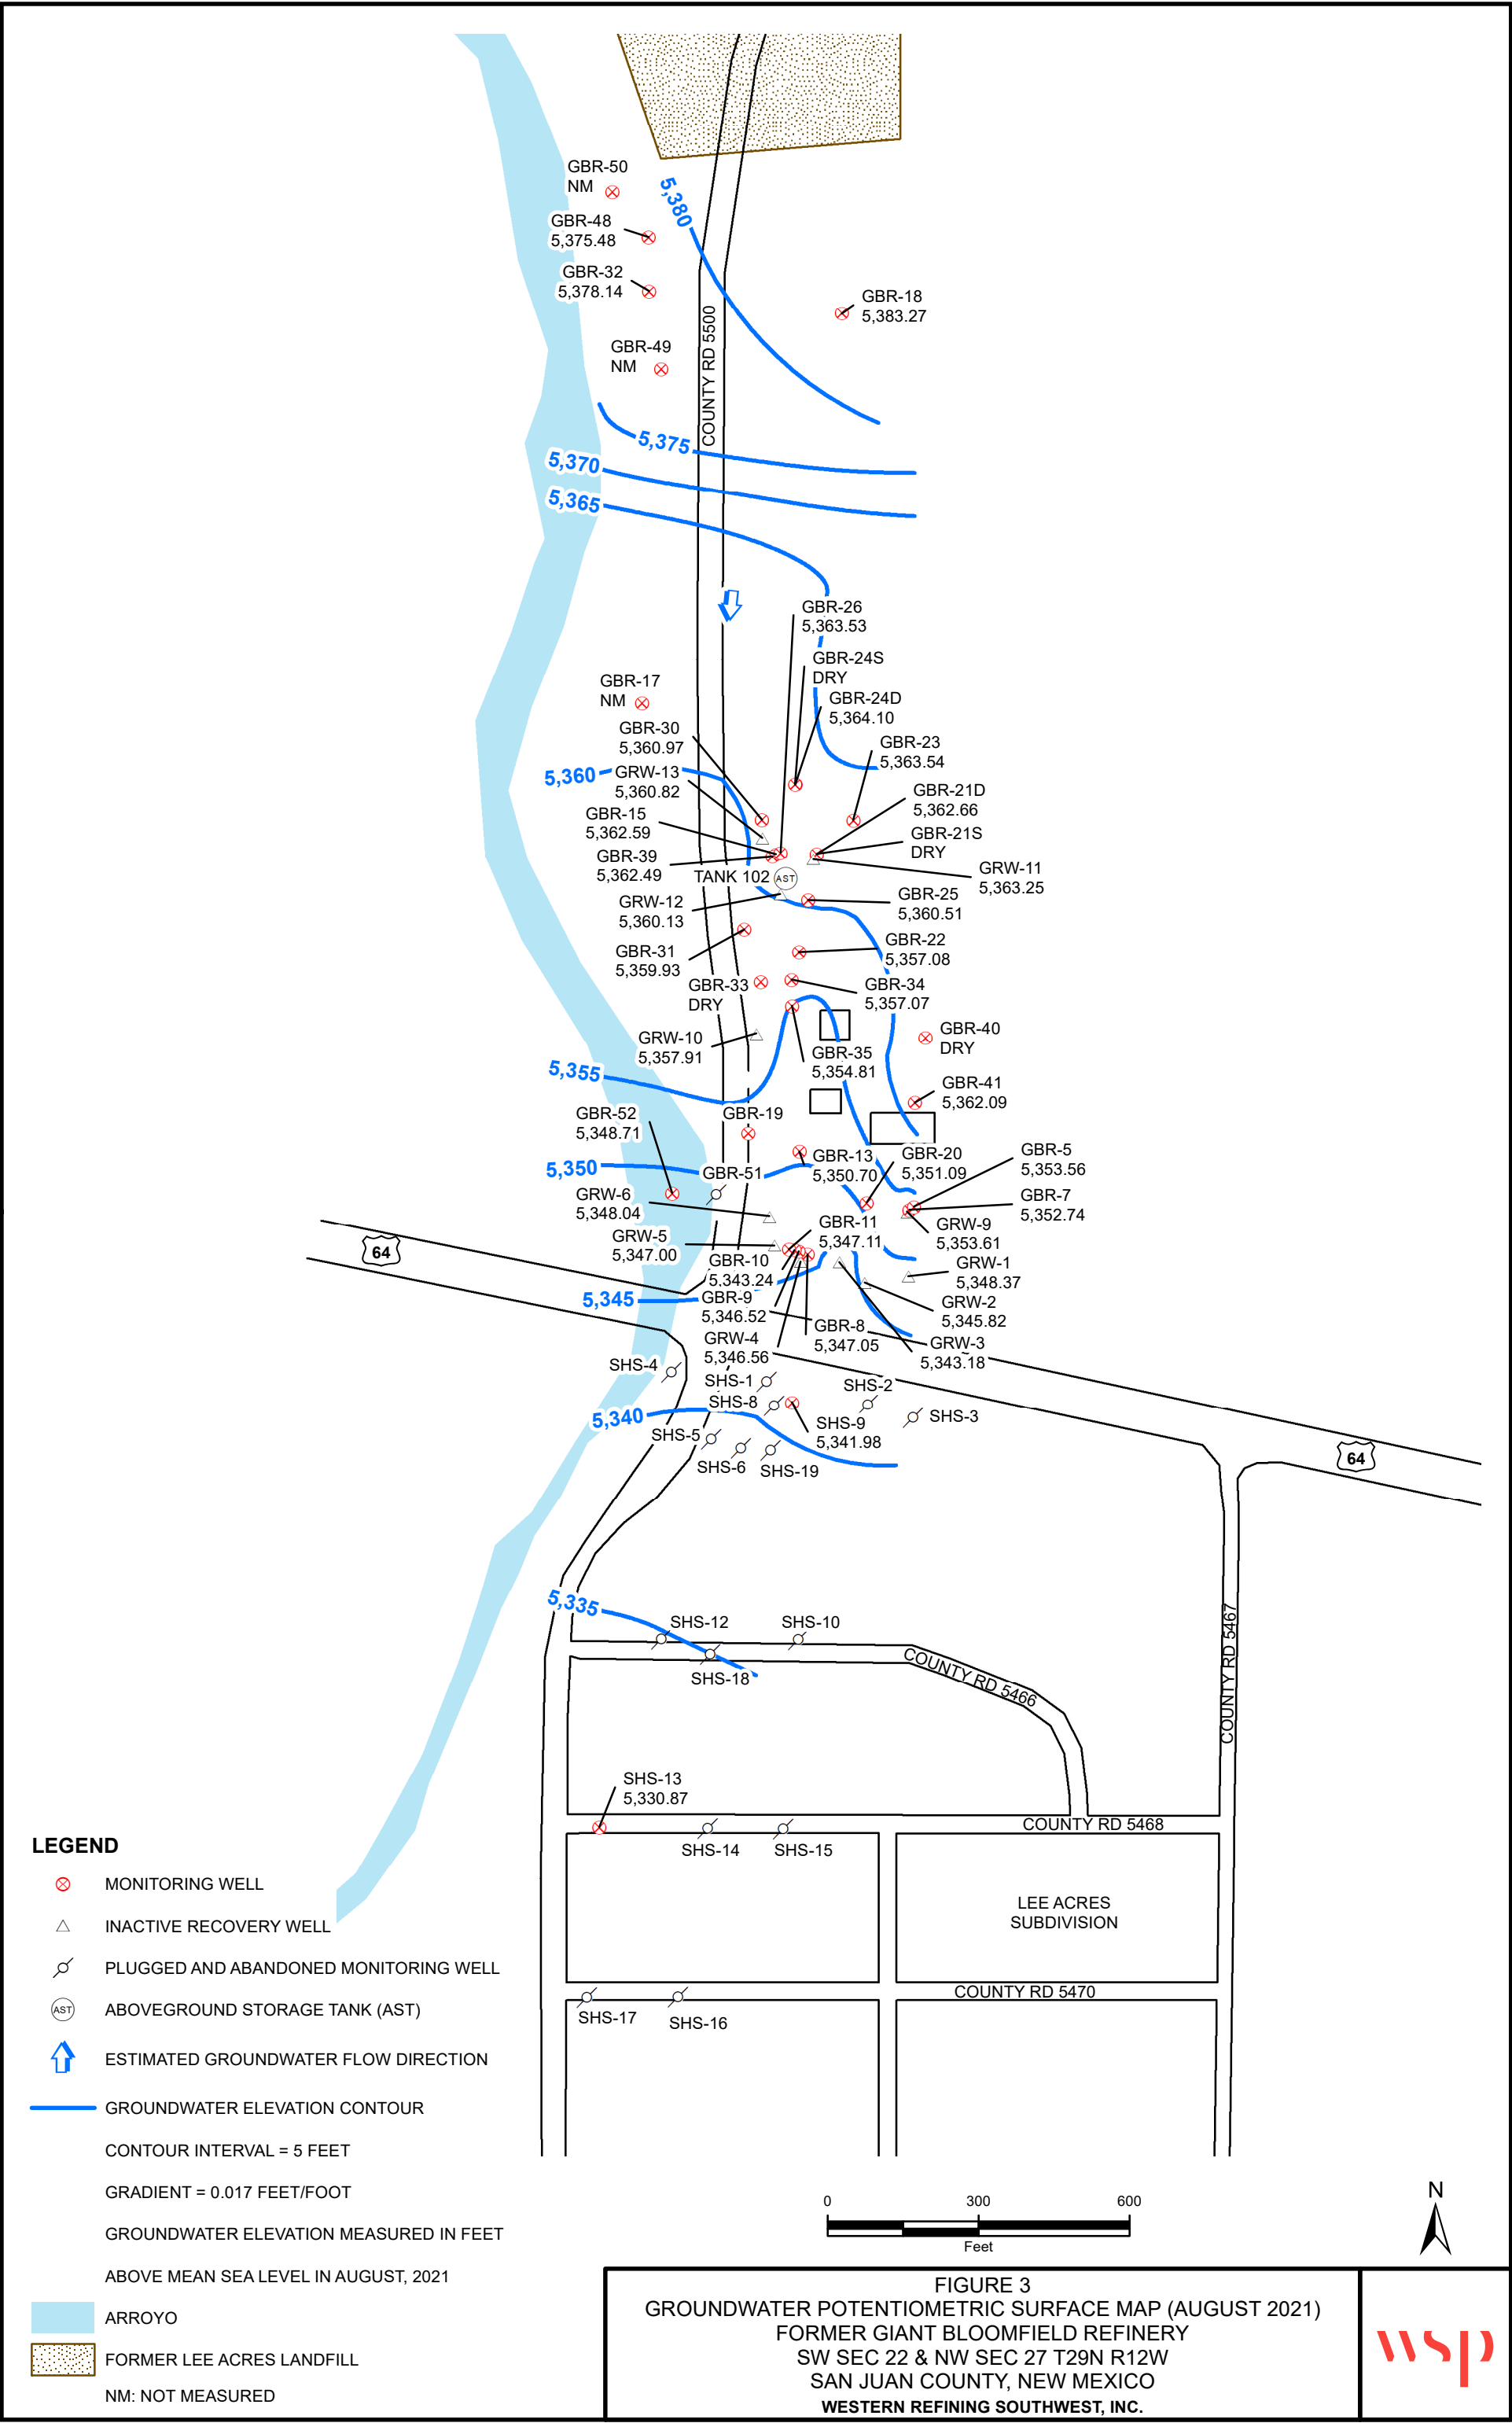 GBR-50
NM
5,380
GBR-48
5,375.48
GBR-32
5,378.14
GBR-18
5,383.27
GBR-49
NM
COUNTY RD 5500
5,375
5,370
5,365
GBR-26
5,363.53
GBR-24S
DRY
GBR-17
NM
GBR-24D
5,364.10
GBR-30
5,360.97
GBR-23
5,363.54
5,360
GRW-13
5,360.82
GBR-21D
5,362.66
GBR-15
5,362.59
GBR-21S
DRY
GBR-39
5,362.49
TANK 102
AST
GRW-11
5,363.25
GRW-12
5,360.13
GBR-25
5,360.51
GBR-31
5,359.93
GBR-22
5,357.08
GBR-33
DRY
GBR-34
5,357.07
GRW-10
5,357.91
GBR-40
DRY
GBR-35
5,354.81
5,355
GBR-41
5,362.09
GBR-52
5,348.71
GBR-19
GBR-13
5,350.70
GBR-20
5,351.09
GBR-5
5,353.56
5,350
GBR-51
GRW-6
5,348.04
GBR-7
5,352.74
GBR-11
5,347.11
GRW-9
5,353.61
64
GRW-5
5,347.00
GBR-10
5,343.24
GRW-1
5,348.37
5,345
GBR-9
5,346.52
GRW-2
5,345.82
GBR-8
5,347.05
GRW-4
5,346.56
GRW-3
5,343.18
SHS-4
SHS-1
SHS-2
SHS-8
5,340
SHS-9
5,341.98
SHS-3
SHS-5
SHS-6
SHS-19
64
5,335
SHS-12
SHS-10
SHS-18
COUNTY RD 5466
COUNTY RD 5467
SHS-13
5,330.87
SHS-14
SHS-15
COUNTY RD 5468
LEE ACRES
SUBDIVISION
COUNTY RD 5470
SHS-17
SHS-16
LEGEND
MONITORING WELL
INACTIVE RECOVERY WELL
PLUGGED AND ABANDONED MONITORING WELL
AST
ABOVEGROUND STORAGE TANK (AST)
ESTIMATED GROUNDWATER FLOW DIRECTION
GROUNDWATER ELEVATION CONTOUR
CONTOUR INTERVAL = 5 FEET
GRADIENT = 0.017 FEET/FOOT
GROUNDWATER ELEVATION MEASURED IN FEET
ABOVE MEAN SEA LEVEL IN AUGUST, 2021
ARROYO
FORMER LEE ACRES LANDFILL
NM: NOT MEASURED
0 300 600
Feet
N
FIGURE 3
GROUNDWATER POTENTIOMETRIC SURFACE MAP (AUGUST 2021)
FORMER GIANT BLOOMFIELD REFINERY
SW SEC 22 & NW SEC 27 T29N R12W
SAN JUAN COUNTY, NEW MEXICO
WESTERN REFINING SOUTHWEST, INC.
wsp